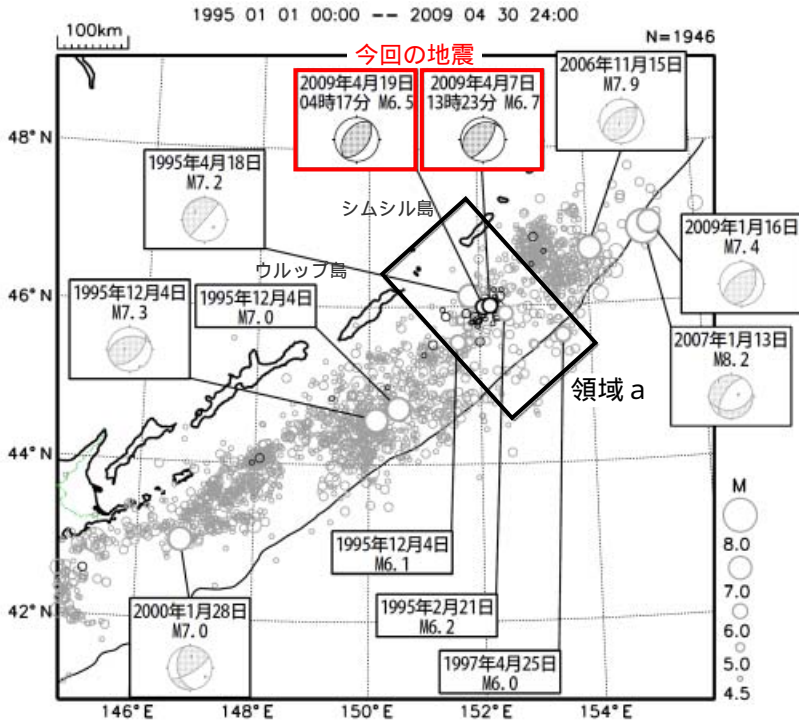 1995 01 01 00:00 -- 2009 04 30 24:00
100km
N=1946
今回の地震
2009年4月19日
04時17分 M6.5
2009年4月7日
13時23分 M6.7
2006年11月15日
M7.9
48°N
1995年4月18日
M7.2
シムシル島
2009年1月16日
M7.4
ウルップ島
46°N
1995年12月4日
M7.3
1995年12月4日
M7.0
2007年1月13日
M8.2
領域a
44°N
M
8.0
7.0
6.0
5.0
4.5
1995年12月4日
M6.1
42°N
2000年1月28日
M7.0
1995年2月21日
M6.2
1997年4月25日
M6.0
146°E
148°E
150°E
152°E
154°E